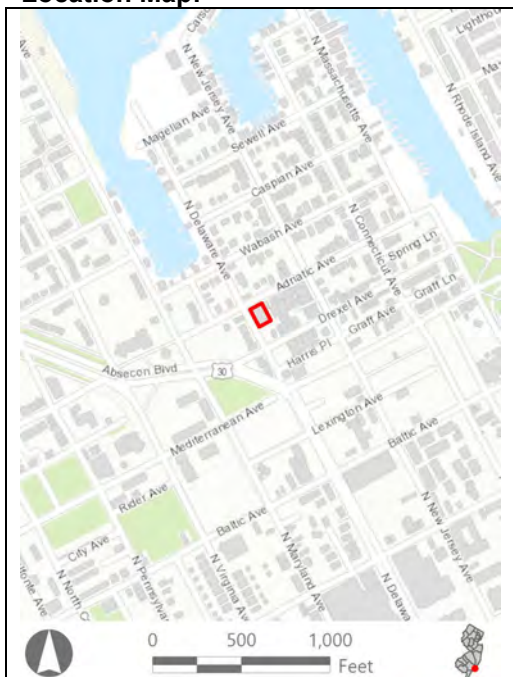 Location Map:
Ave
N New Jersey Ave
N Massachusetts Ave
Magellan Ave
Sewell Ave
Caspian Ave
N Rhode Island Ave
N Delaware Ave
Wabash Ave
N Connecticut Ave
Spring Ln
Adriatic Ave
Drexel Ave
Graff Ln
Graff Ave
Harris Pl
Absecon Blvd
30
Lexington Ave
Mediterranean Ave
Baltic Ave
Rider Ave
Baltic Ave
City Ave
N New Jersey Ave
N Maryland Ave
N Virginia Ave
0 500 1,000
Feet